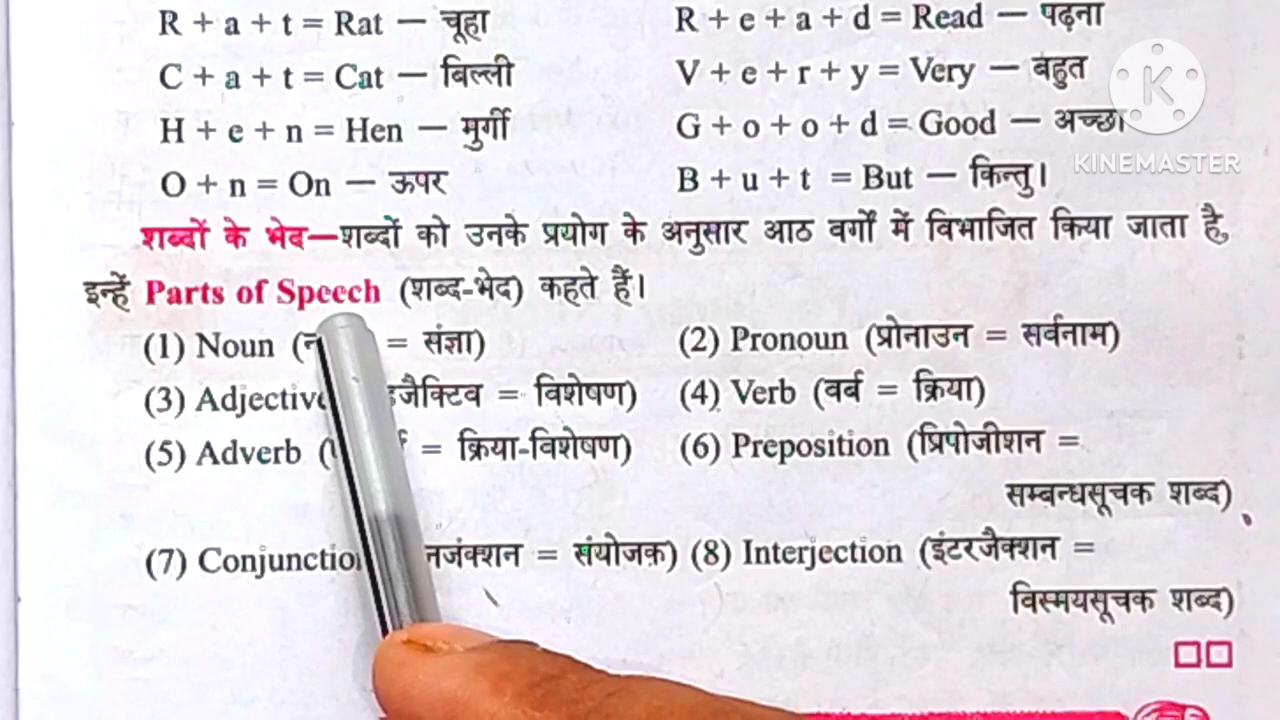 R + a + t = Rat — चूहा R + e + a + d = Read — पढ़ना
C + a + t = Cat — बिल्ली V + e + r + y = Very — बहुत
H + e + n = Hen — मुर्गी G + o + o + d = Good — अच्छा
O + n = On — ऊपर B + u + t = But — किन्तु।
K
KINEMASTER
शब्दों के भेद—शब्दों को उनके प्रयोग के अनुसार आठ वर्गों में विभाजित किया जाता है,
इन्हें Parts of Speech (शब्द-भेद) कहते हैं।
(1) Noun = संज्ञा) (2) Pronoun (प्रोनाउन = सर्वनाम)
(3) Adjective = विशेषण) (4) Verb (वर्ब = क्रिया)
(5) Adverb = क्रिया-विशेषण) (6) Preposition (प्रिपोजीशन =
सम्बन्धसूचक शब्द)
(7) = संयोजक) (8) Interjection (इंटरजैक्शन =
विस्मयसूचक शब्द)